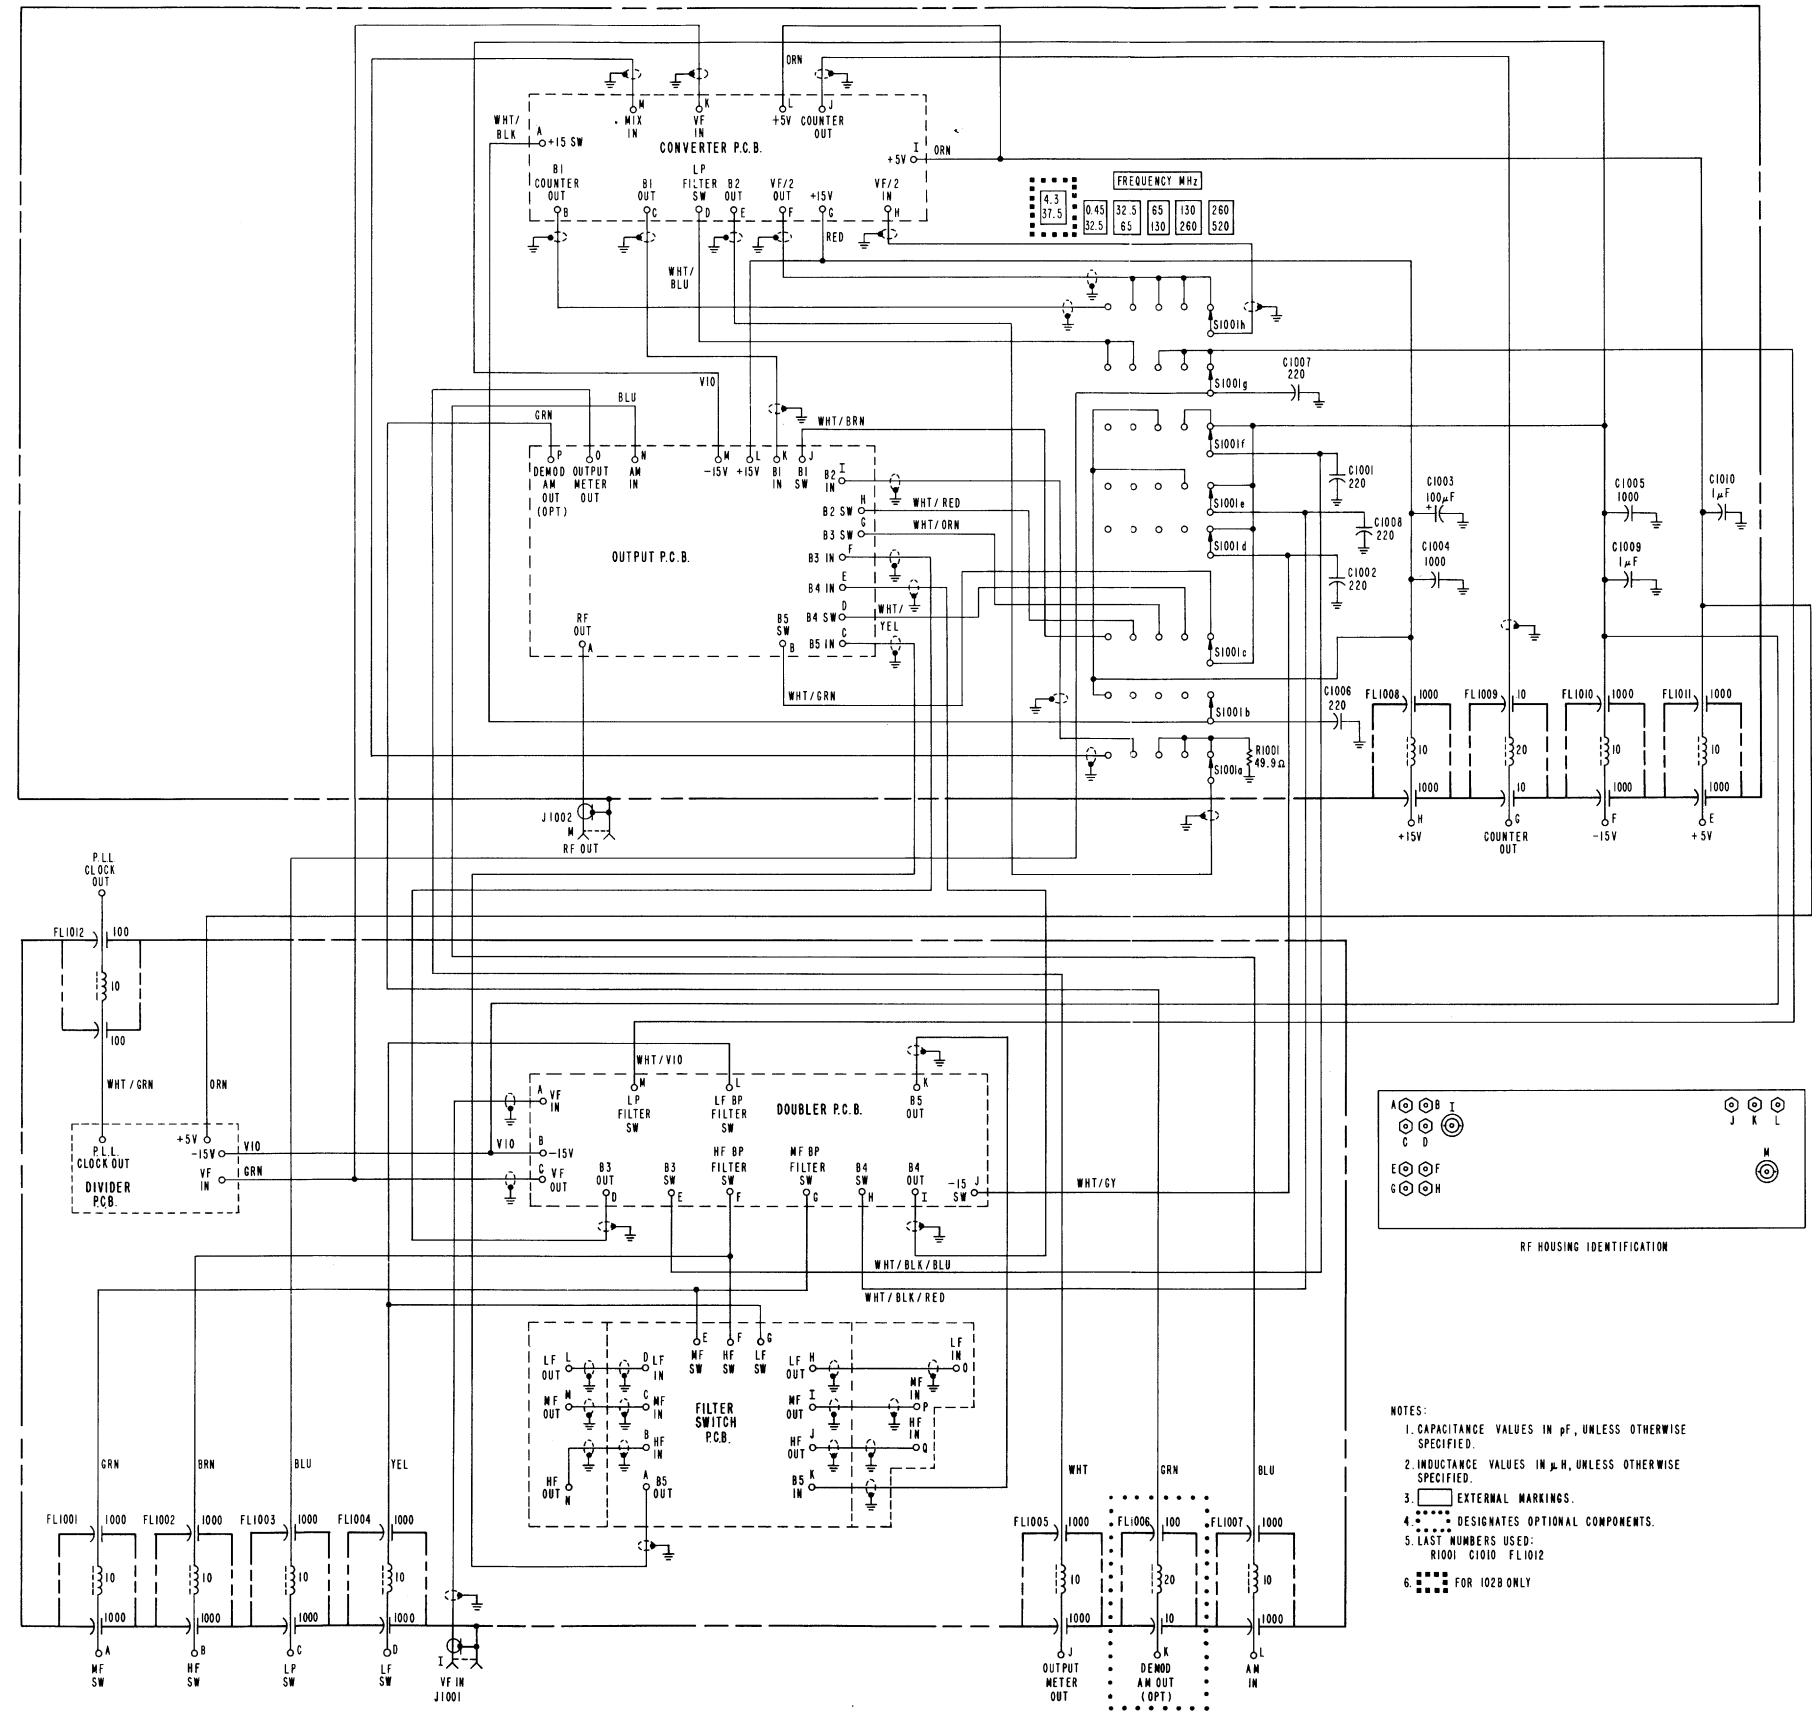 ORN
M
MIX
IN
K
VF
IN
L
+5V
J
COUNTER
OUT
WHT/
BLK
A
+15 SW
CONVERTER P.C.B.
I
+5V
ORN
B1
COUNTER
OUT
B
B1
OUT
C
LP
FILTER
SW
D
B2
OUT
E
VF/2
OUT
F
+15V
G
VF/2
IN
H
RED
WHT/
BLU
FREQUENCY MHz
4.3
37.5
0.45
32.5
32.5
65
65
130
130
260
260
520
S1001h
S1001g
C1007
220
VIO
BLU
GRN
WHT/BRN
P
DEMOD
AM
OUT
(OPT)
O
OUTPUT
METER
OUT
N
AM
IN
M
-15V
L
+15V
K
B1
IN
J
B1
SW
I
B2
IN
H
B2 SW
WHT/RED
G
B3 SW
WHT/ORN
F
B3 IN
E
B4 IN
D
B4 SW
WHT/
YEL
C
B5 IN
OUTPUT P.C.B.
RF
OUT
A
B5
SW
B
WHT/GRN
S1001f
S1001e
S1001d
S1001c
S1001b
S1001a
C1001
220
C1008
220
C1002
220
C1006
220
R1001
49.9Ω
C1003
100µF
+
C1004
1000
C1005
1000
C1009
1µF
C1010
1µF
FL1008
1000
10
1000
H
+15V
FL1009
10
20
10
G
COUNTER
OUT
FL1010
1000
10
1000
F
-15V
FL1011
1000
10
1000
E
+5V
J1002
M
RF OUT
P.L.L.
CLOCK
OUT
FL1012
100
10
100
WHT/GRN
ORN
P.L.L.
CLOCK OUT
+5V
-15V
VIO
VF
IN
GRN
DIVIDER
P.C.B.
WHT/VIO
A
VF
IN
M
LP
FILTER
SW
L
LF BP
FILTER
SW
DOUBLER P.C.B.
K
B5
OUT
VIO
B
-15V
C
VF
OUT
B3
OUT
D
B3
SW
E
HF BP
FILTER
SW
F
MF BP
FILTER
SW
G
B4
SW
H
B4
OUT
I
-15
SW
J
WHT/GY
WHT/BLK/BLU
WHT/BLK/RED
A
B
I
C
D
E
F
G
H
J
K
L
M
RF HOUSING IDENTIFICATION
E
MF
SW
F
HF
SW
G
LF
SW
LF
OUT
L
D
LF
IN
MF
OUT
M
C
MF
IN
B
HF
IN
HF
OUT
N
A
B5
OUT
FILTER
SWITCH
P.C.B.
LF
OUT
H
LF
IN
O
MF
OUT
I
MF
IN
P
HF
OUT
J
HF
IN
Q
B5
IN
K
GRN
BRN
BLU
YEL
WHT
GRN
BLU
FL1001
1000
10
1000
A
MF
SW
FL1002
1000
10
1000
B
HF
SW
FL1003
1000
10
1000
C
LP
SW
FL1004
1000
10
1000
D
LF
SW
I
VF IN
J1001
FL1005
1000
10
1000
J
OUTPUT
METER
OUT
FL1006
100
20
10
K
DEMOD
AM OUT
(OPT)
FL1007
1000
10
1000
L
AM
IN
NOTES:
1. CAPACITANCE VALUES IN pF, UNLESS OTHERWISE
SPECIFIED.
2. INDUCTANCE VALUES IN µH, UNLESS OTHERWISE
SPECIFIED.
3. EXTERNAL MARKINGS.
4. DESIGNATES OPTIONAL COMPONENTS.
5. LAST NUMBERS USED:
R1001 C1010 FL1012
6. FOR 102B ONLY